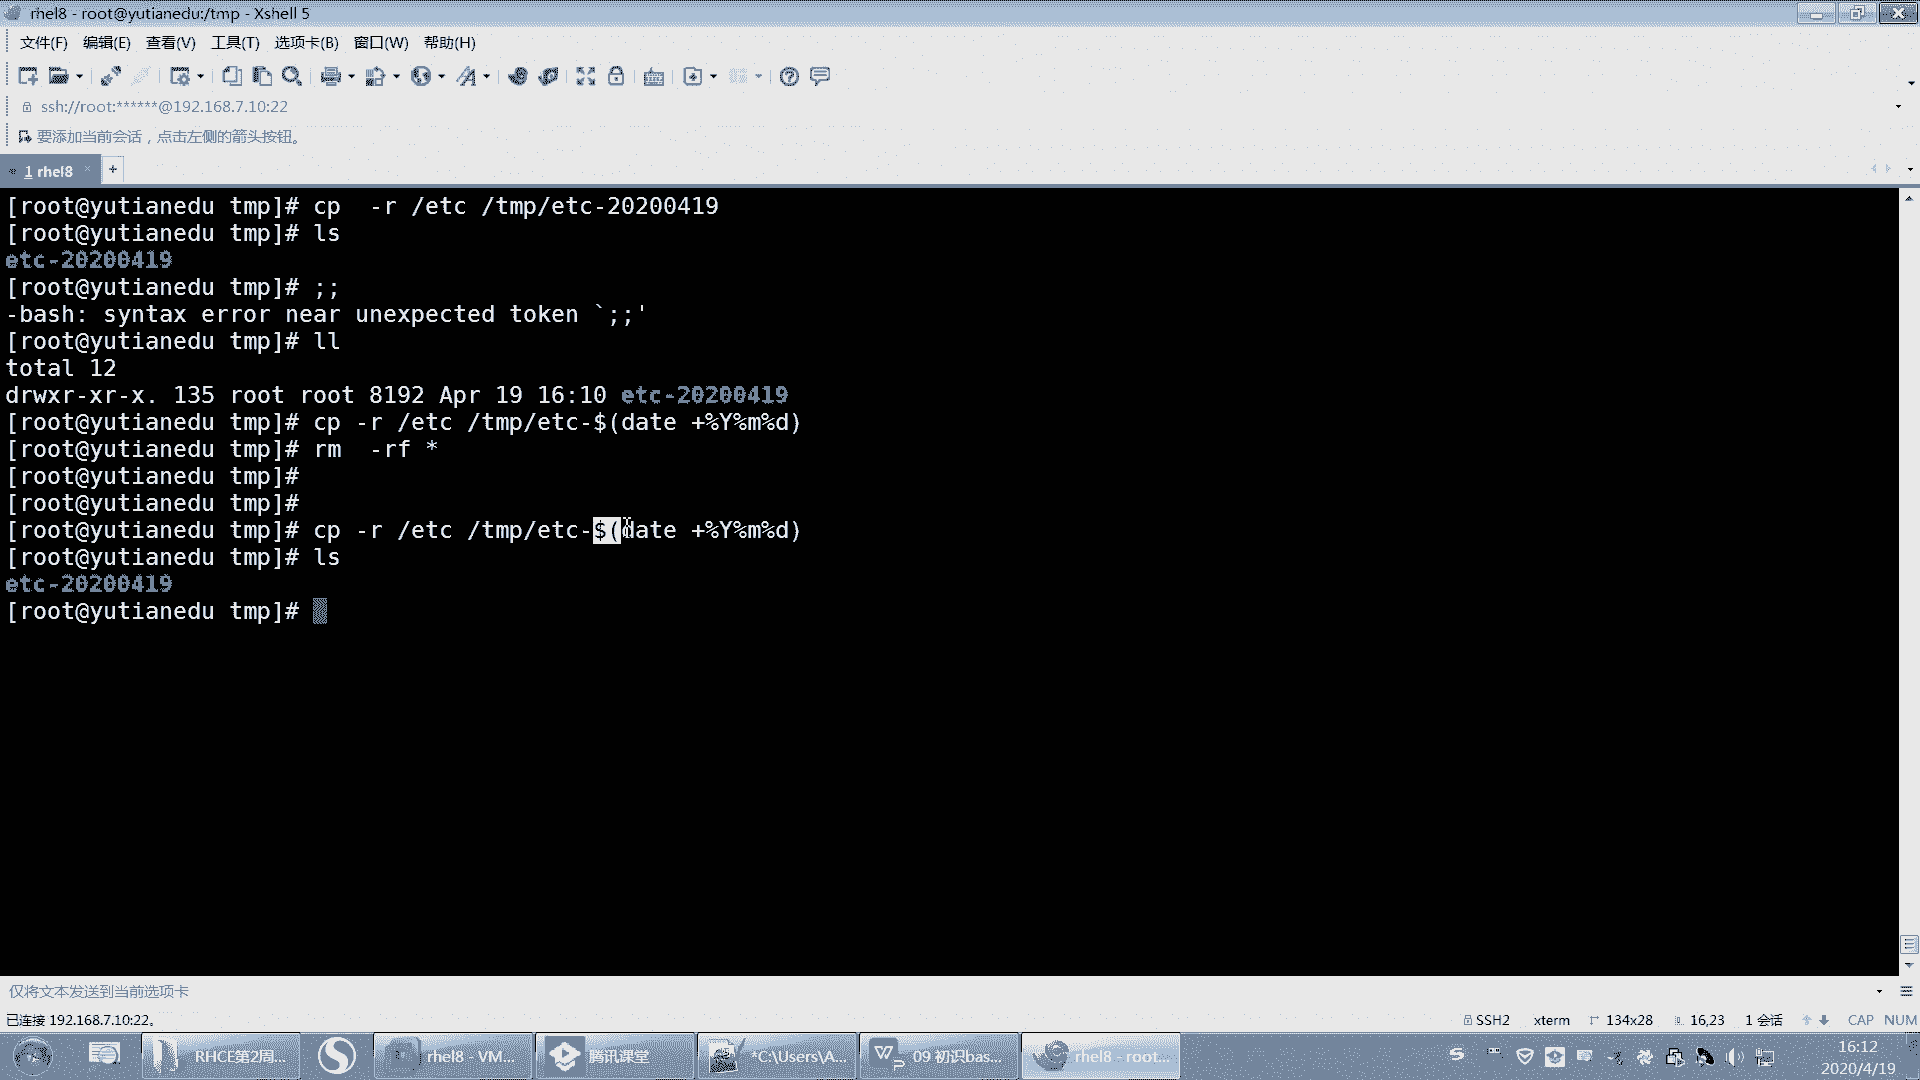 rhel8 - root@yutianedu:/tmp - Xshell 5
文件(F) 编辑(E) 查看(V) 工具(T) 选项卡(B) 窗口(W) 帮助(H)
ssh://root:******@192.168.7.10:22
要添加当前会话，点击左侧的箭头按钮。
1 rhel8
[root@yutianedu tmp]# cp  -r /etc /tmp/etc-20200419
[root@yutianedu tmp]# ls
etc-20200419
[root@yutianedu tmp]# ;;
-bash: syntax error near unexpected token `;;'
[root@yutianedu tmp]# ll
total 12
drwxr-xr-x. 135 root root 8192 Apr 19 16:10 etc-20200419
[root@yutianedu tmp]# cp -r /etc /tmp/etc-$(date +%Y%m%d)
[root@yutianedu tmp]# rm  -rf *
[root@yutianedu tmp]#
[root@yutianedu tmp]#
[root@yutianedu tmp]# cp -r /etc /tmp/etc-$(date +%Y%m%d)
[root@yutianedu tmp]# ls
etc-20200419
[root@yutianedu tmp]#
仅将文本发送到当前选项卡
已连接 192.168.7.10:22。 SSH2 xterm 134x28 16,23 1 会话 CAP NUM
RHCE第2周... rhel8 - VM... 腾讯课堂 *C:\Users\A... 09 初识bas... rhel8 - root... 16:12
2020/4/19